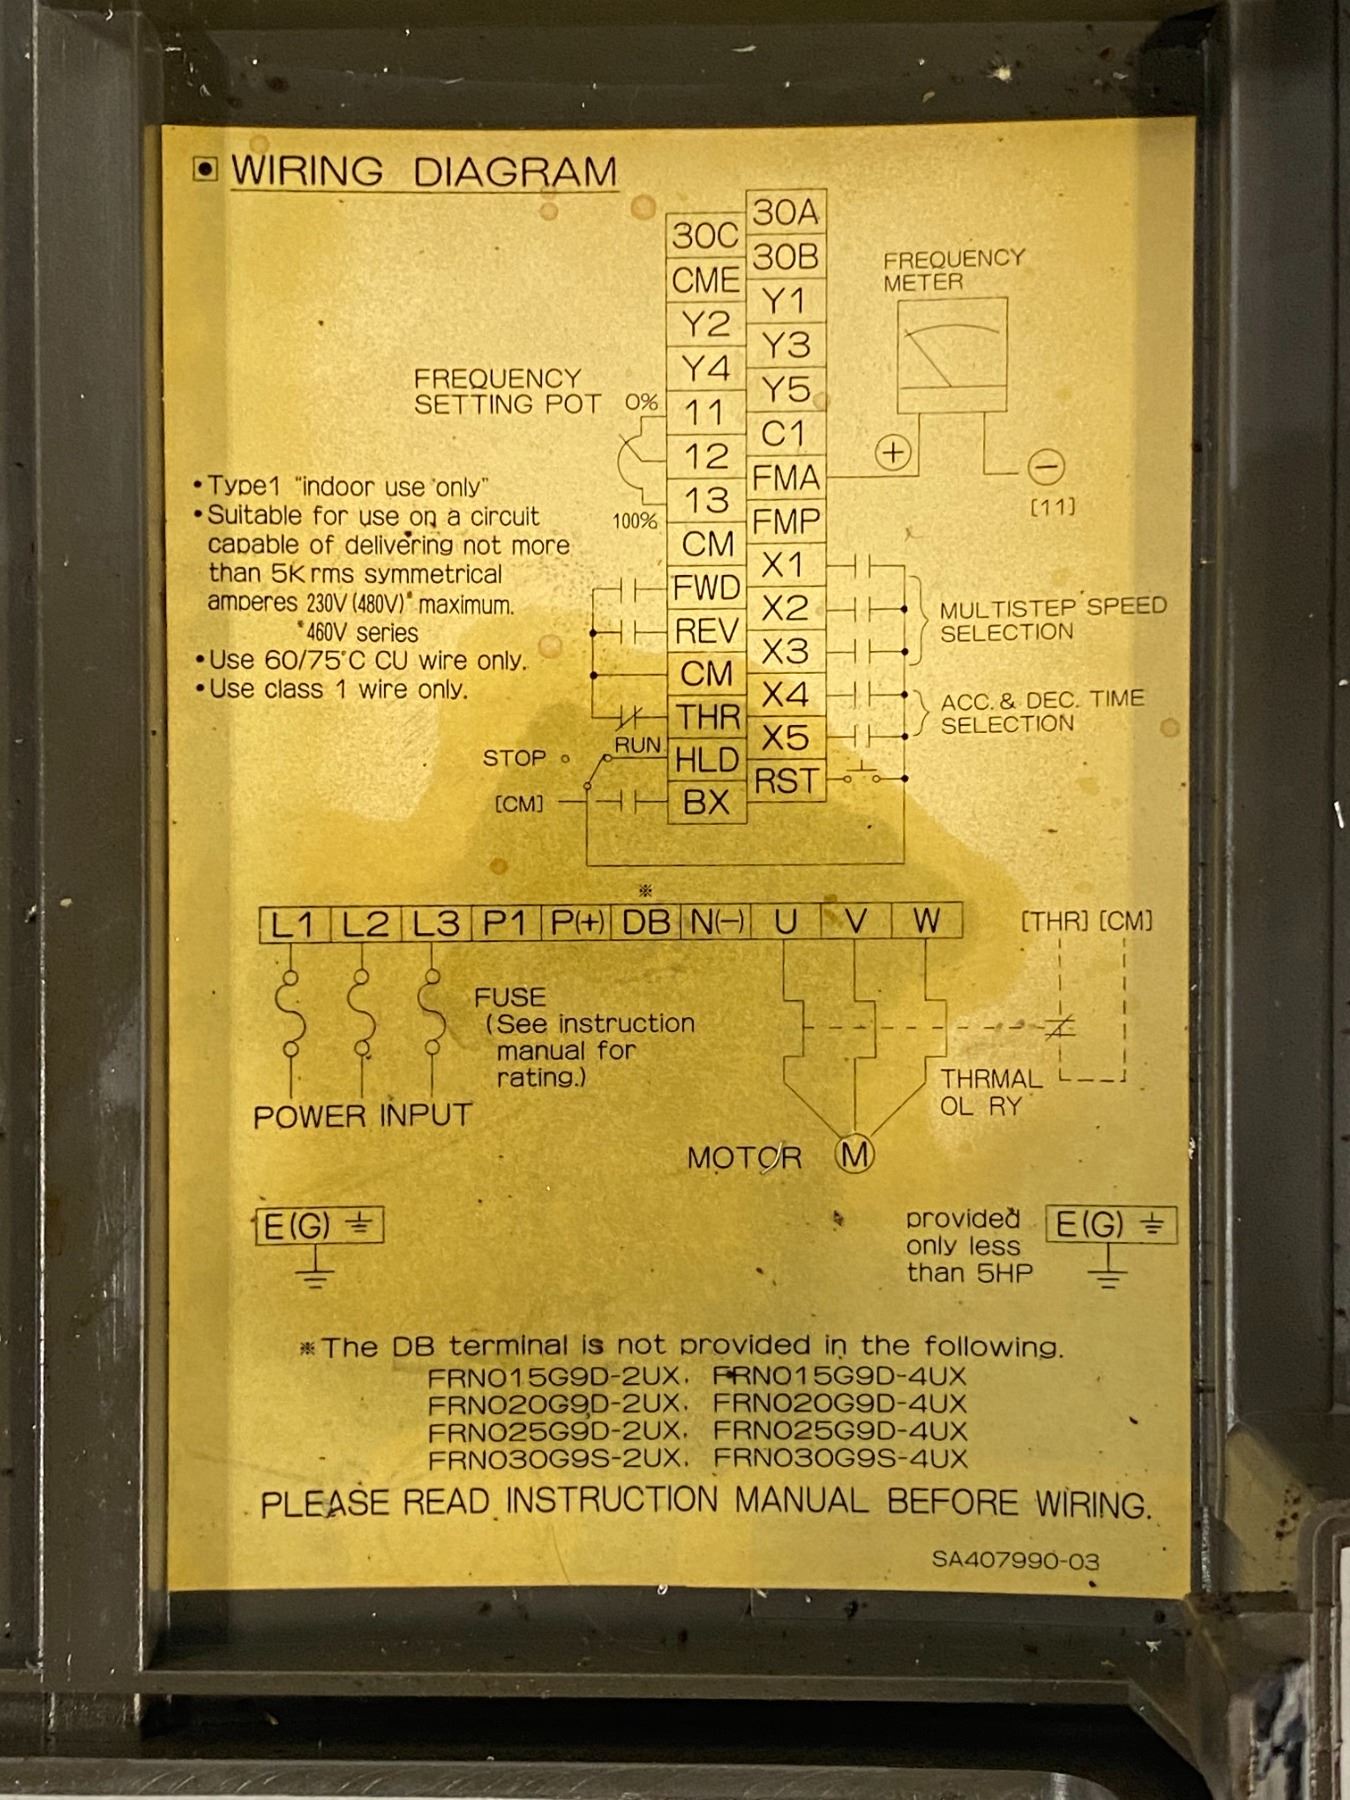 WIRING DIAGRAM
30A
30C
30B
CME
Y1
Y2
Y3
Y4
Y5
11
C1
12
FMA
13
FMP
CM
X1
FWD
X2
REV
X3
CM
X4
THR
X5
HLD
RST
BX
FREQUENCY
METER
+
−
[11]
FREQUENCY
SETTING POT
0%
100%
•Type1 "indoor use only"
•Suitable for use on a circuit
capable of delivering not more
than 5K rms symmetrical
amperes 230V (480V)* maximum.
*460V series
•Use 60/75°C CU wire only.
•Use class 1 wire only.
MULTISTEP SPEED
SELECTION
ACC. & DEC. TIME
SELECTION
STOP
RUN
[CM]
※
L1 L2 L3 P1 P(+) DB N(−) U V W
[THR] [CM]
FUSE
(See instruction
manual for
rating.)
POWER INPUT
THRMAL
OL RY
MOTOR M
E(G)
provided
only less
than 5HP
E(G)
※The DB terminal is not provided in the following.
FRN015G9D-2UX, FRN015G9D-4UX
FRN020G9D-2UX, FRN020G9D-4UX
FRN025G9D-2UX, FRN025G9D-4UX
FRN030G9S-2UX, FRN030G9S-4UX
PLEASE READ INSTRUCTION MANUAL BEFORE WIRING.
SA407990-03